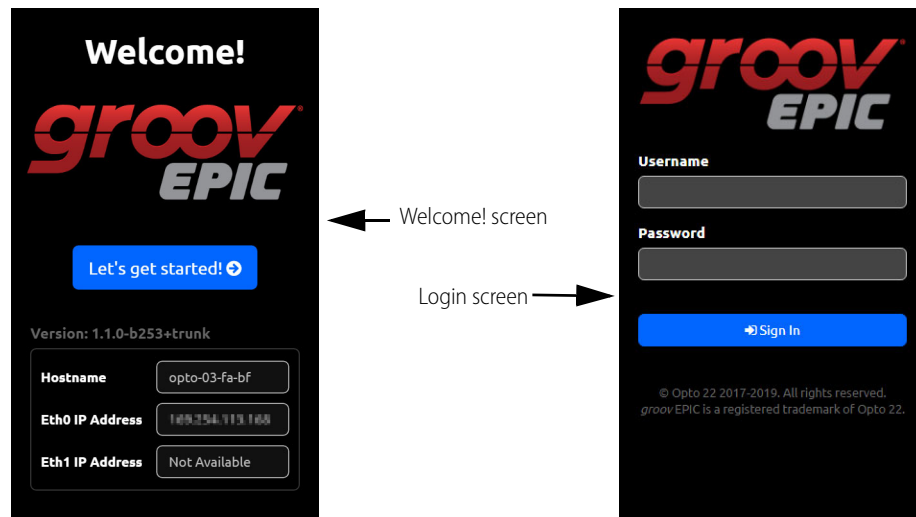 Welcome!
groov
EPIC
Let's get started!
Version: 1.1.0-b253+trunk
Hostname
opto-03-fa-bf
Eth0 IP Address
Eth1 IP Address
Not Available
Welcome! screen
Login screen
groov
EPIC
Username
Password
Sign In
© Opto 22 2017-2019. All rights reserved.
groov EPIC is a registered trademark of Opto 22.